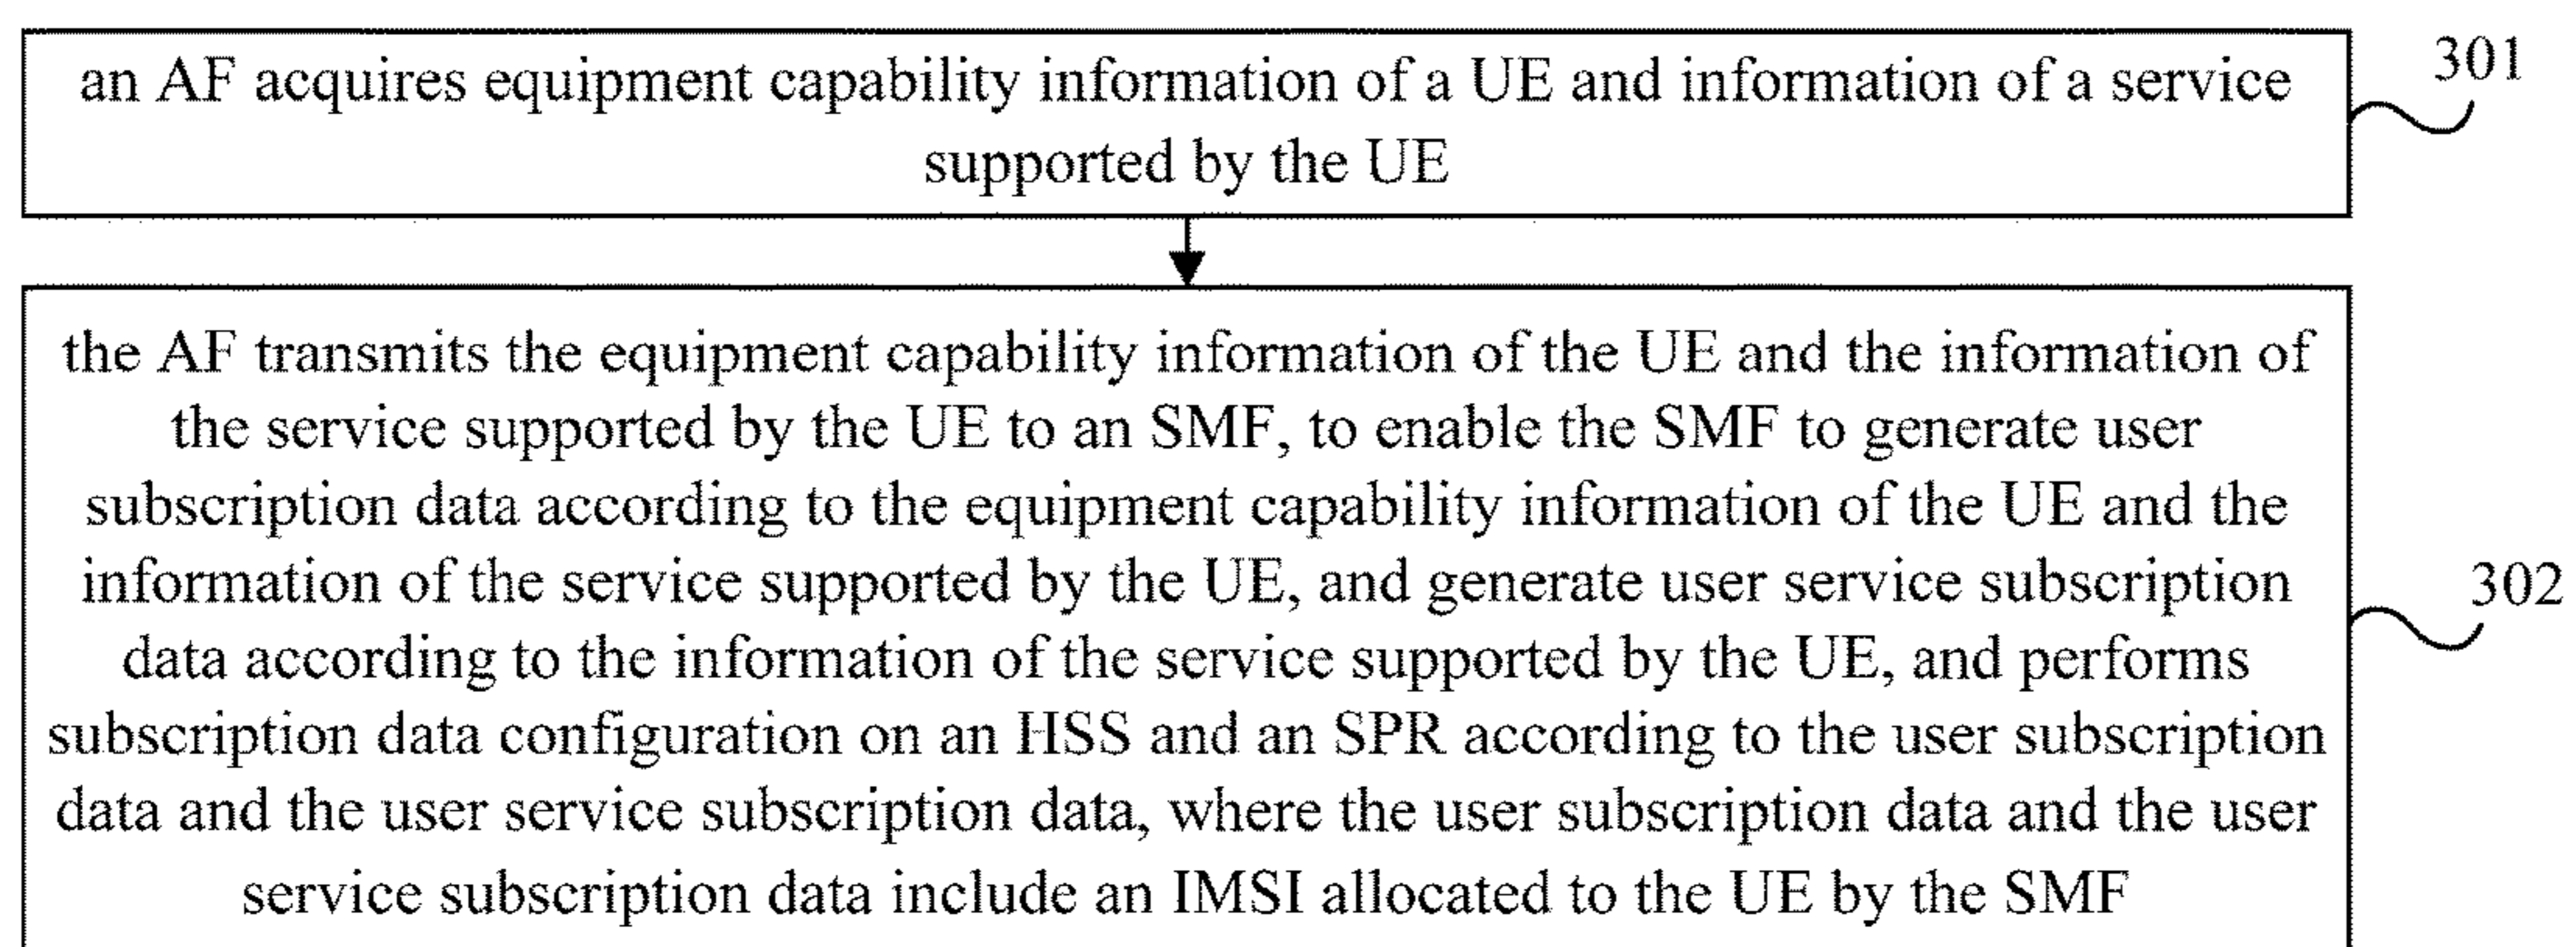 an AF acquires equipment capability information of a UE and information of a service
supported by the UE
301
the AF transmits the equipment capability information of the UE and the information of
the service supported by the UE to an SMF, to enable the SMF to generate user
subscription data according to the equipment capability information of the UE and the
information of the service supported by the UE, and generate user service subscription
data according to the information of the service supported by the UE, and performs
subscription data configuration on an HSS and an SPR according to the user subscription
data and the user service subscription data, where the user subscription data and the user
service subscription data include an IMSI allocated to the UE by the SMF
302